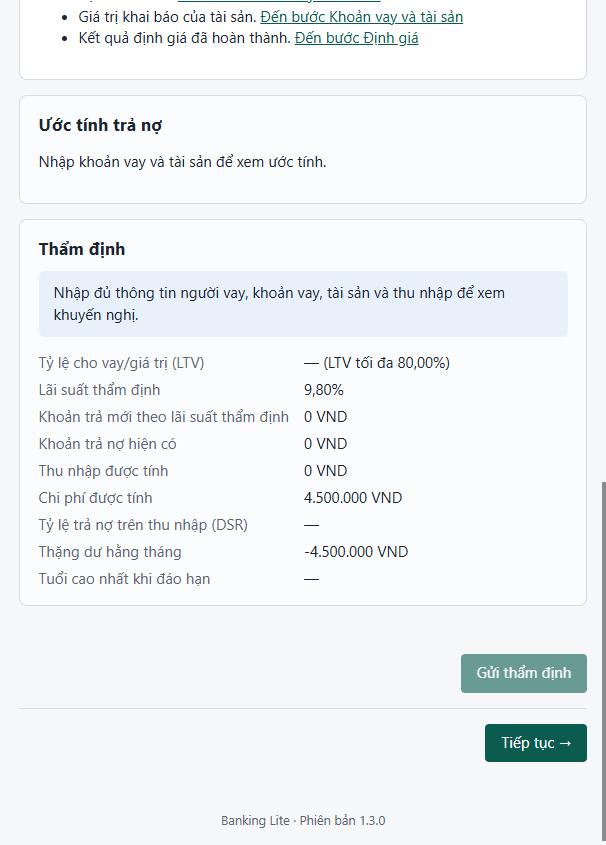 Giá trị khai báo của tài sản. Đến bước Khoản vay và tài sản
Kết quả định giá đã hoàn thành. Đến bước Định giá
Ước tính trả nợ
Nhập khoản vay và tài sản để xem ước tính.
Thẩm định
Nhập đủ thông tin người vay, khoản vay, tài sản và thu nhập để xem
khuyến nghị.
Tỷ lệ cho vay/giá trị (LTV) — (LTV tối đa 80,00%)
Lãi suất thẩm định 9,80%
Khoản trả mới theo lãi suất thẩm định 0 VND
Khoản trả nợ hiện có 0 VND
Thu nhập được tính 0 VND
Chi phí được tính 4.500.000 VND
Tỷ lệ trả nợ trên thu nhập (DSR) —
Thặng dư hằng tháng -4.500.000 VND
Tuổi cao nhất khi đáo hạn —
Gửi thẩm định
Tiếp tục →
Banking Lite · Phiên bản 1.3.0